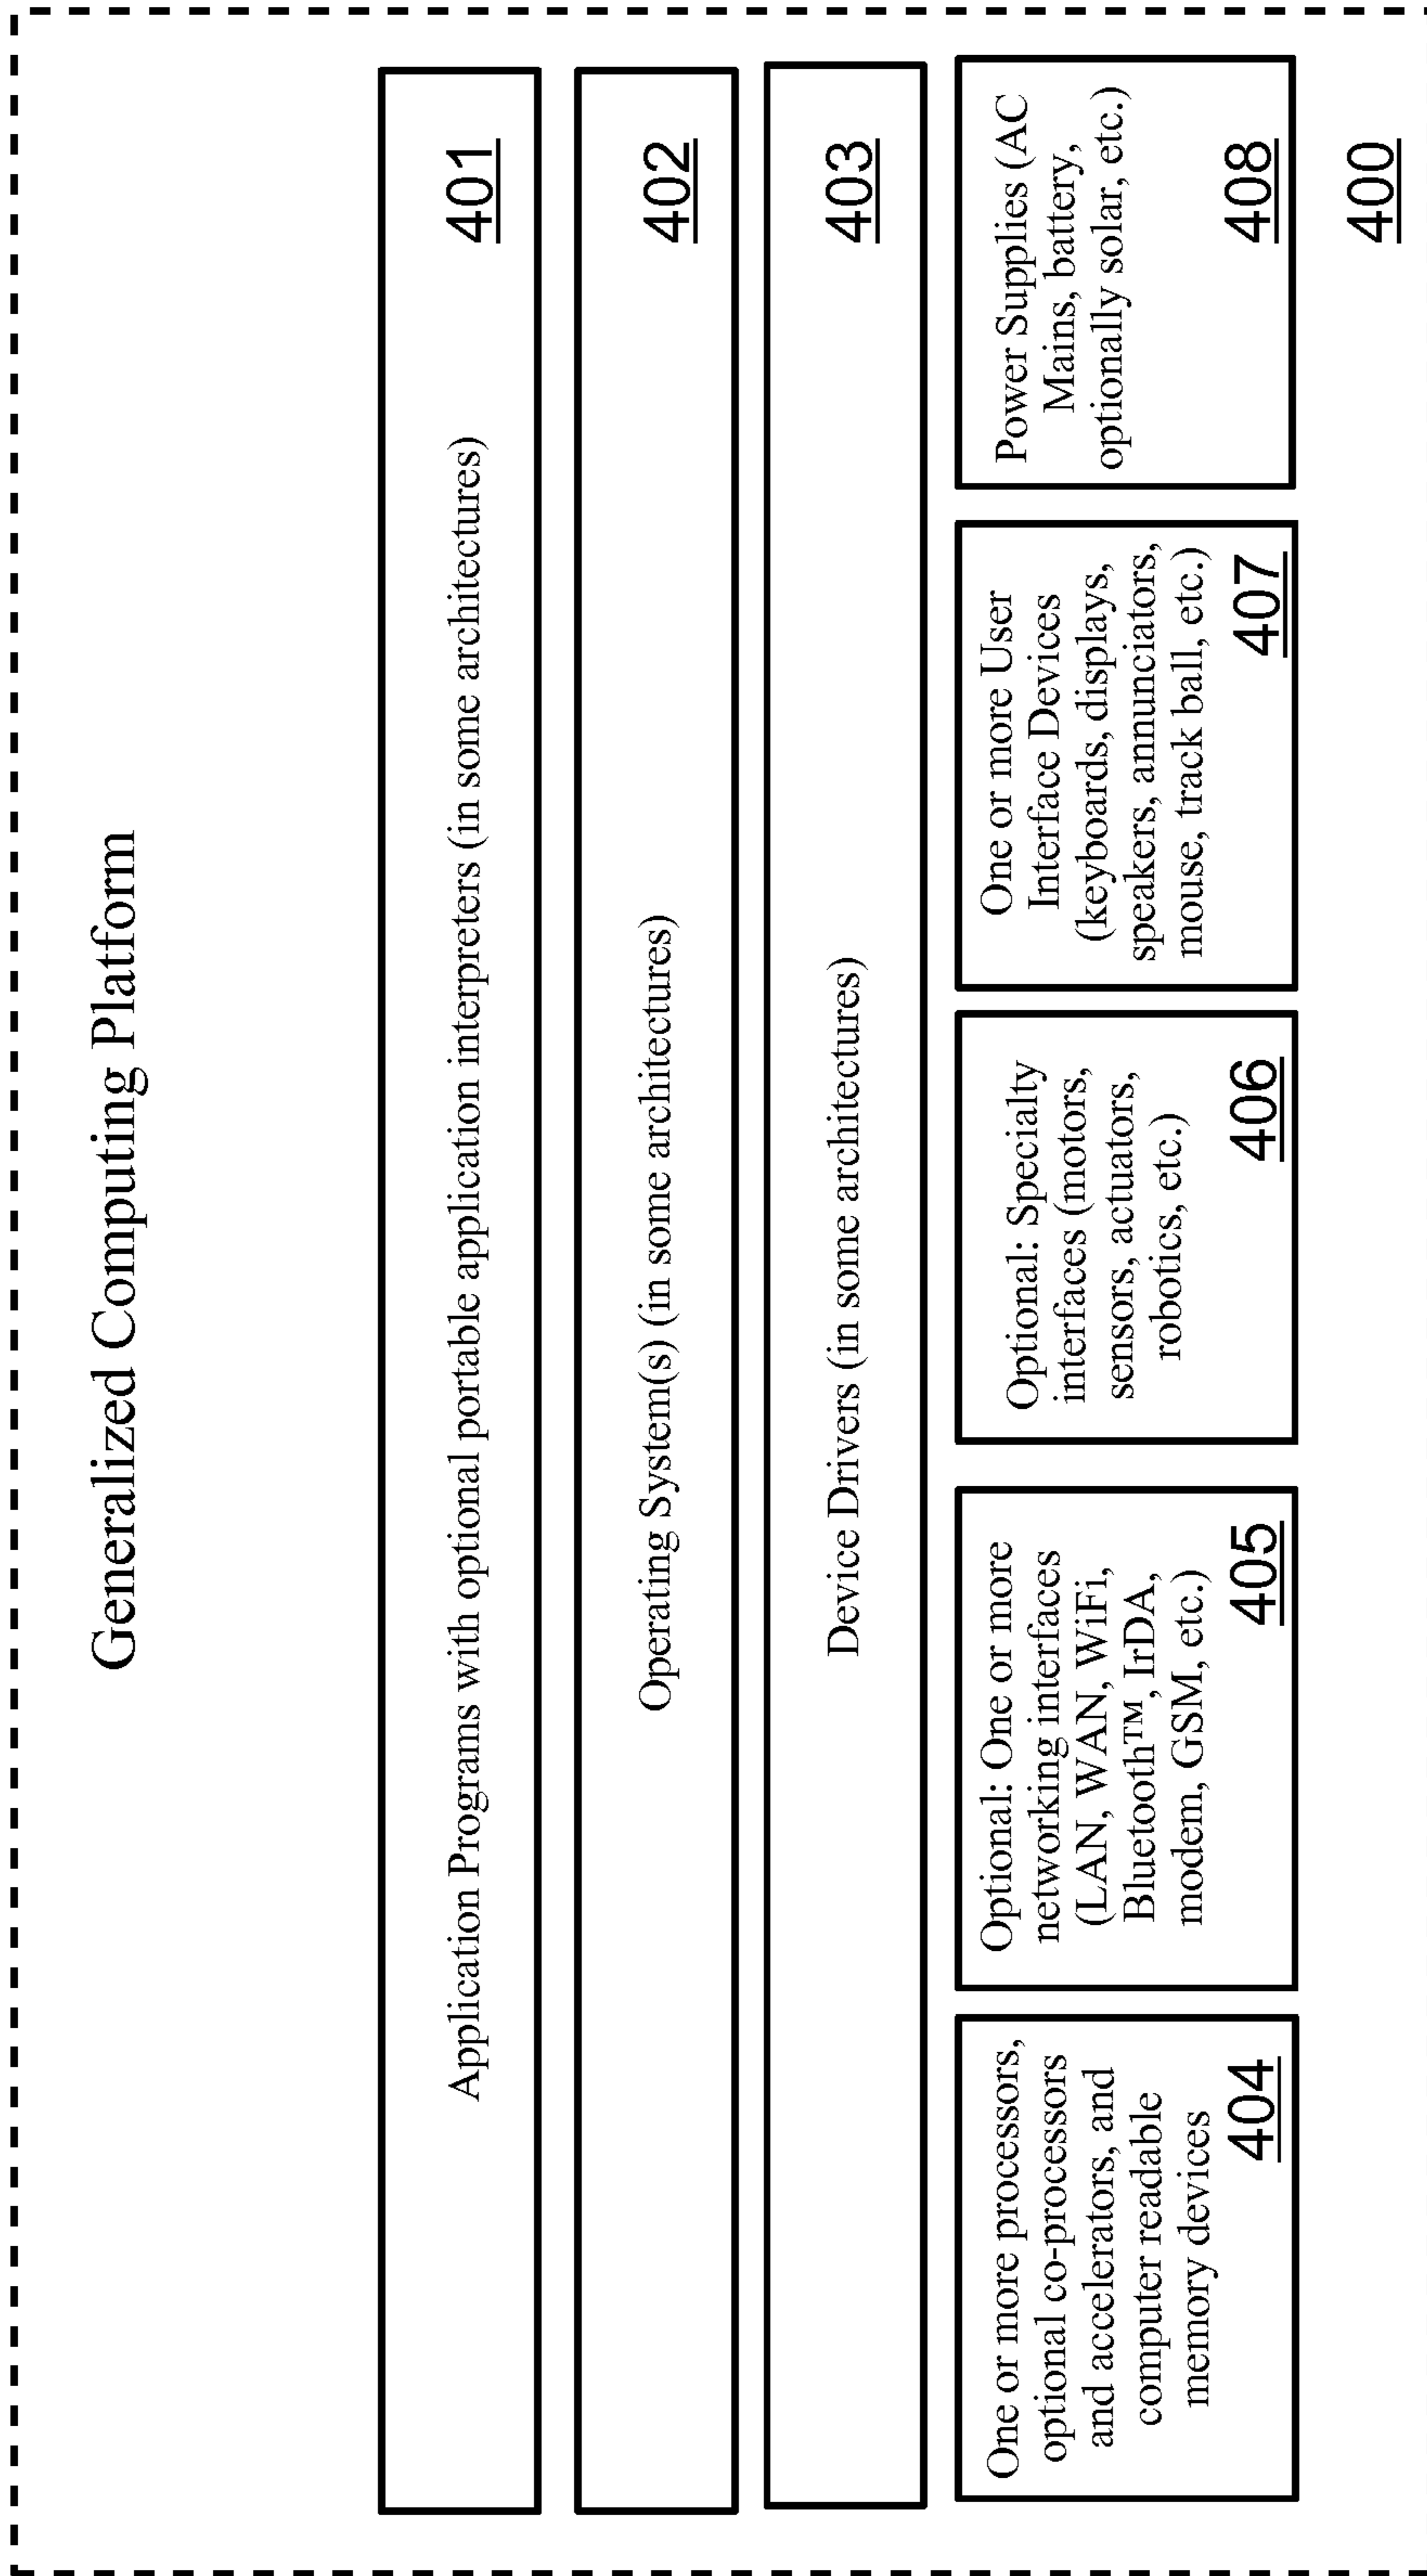 Generalized Computing Platform
Application Programs with optional portable application interpreters (in some architectures)
401
Operating System(s) (in some architectures)
402
Device Drivers (in some architectures)
403
One or more processors,
optional co-processors
and accelerators, and
computer readable
memory devices
404
Optional: One or more
networking interfaces
(LAN, WAN, WiFi,
Bluetooth™, IrDA,
modem, GSM, etc.)
405
Optional: Specialty
interfaces (motors,
sensors, actuators,
robotics, etc.)
406
One or more User
Interface Devices
(keyboards, displays,
speakers, annunciators,
mouse, track ball, etc.)
407
Power Supplies (AC
Mains, battery,
optionally solar, etc.)
408
400